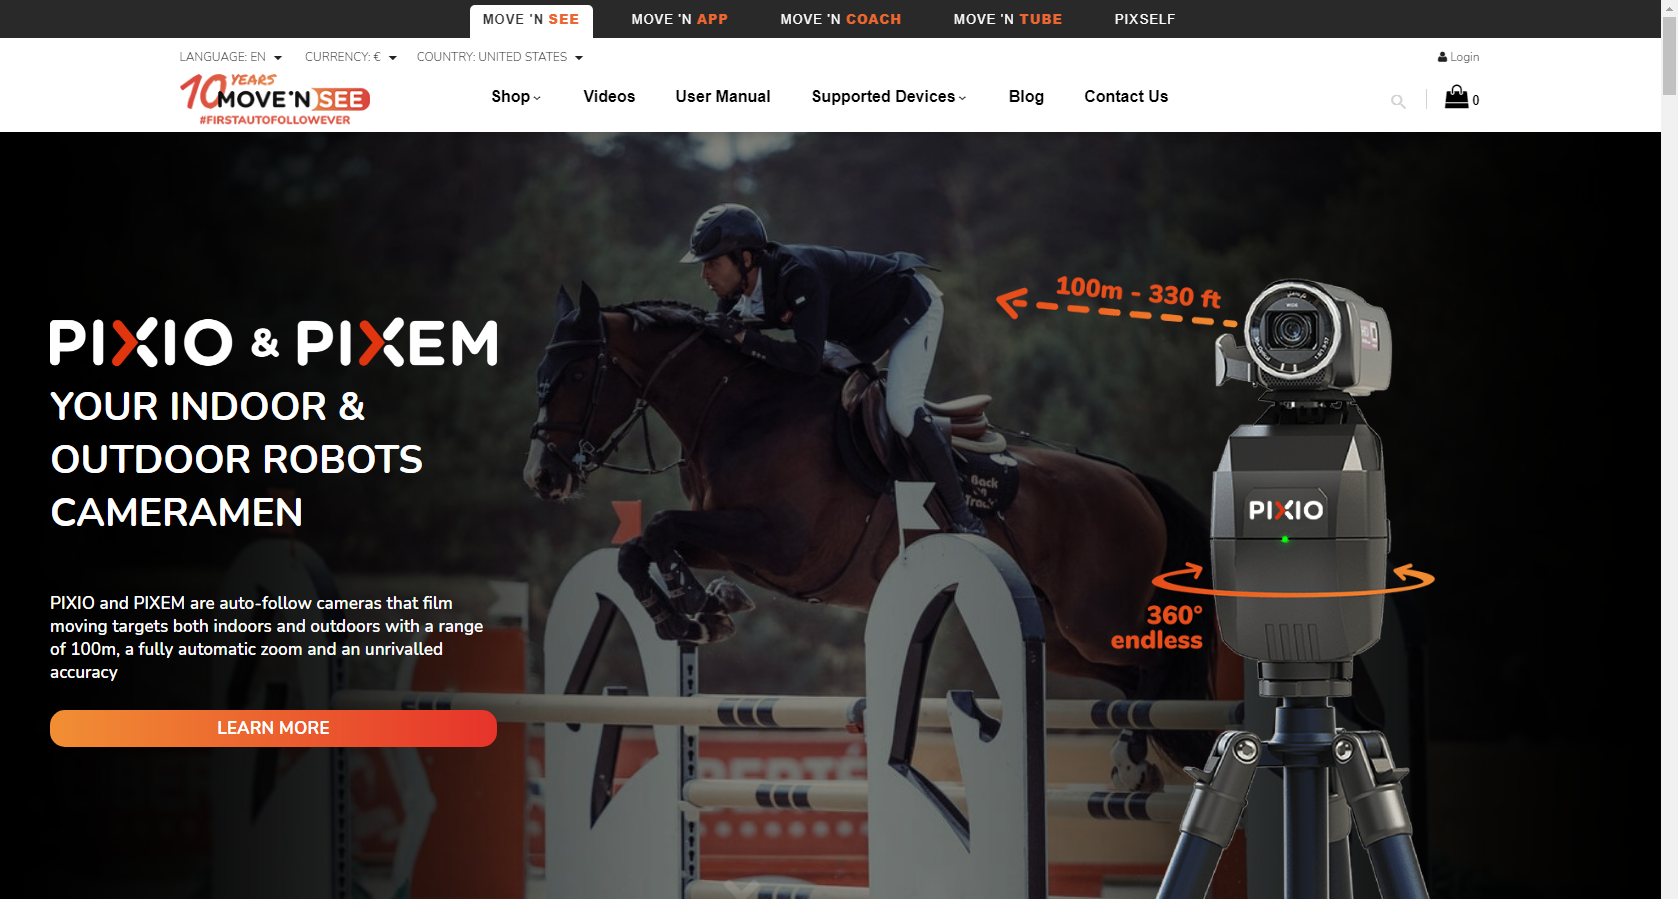 MOVE 'N SEE MOVE 'N APP MOVE 'N COACH MOVE 'N TUBE PIXSELF
LANGUAGE: EN CURRENCY: € COUNTRY: UNITED STATES Login
10 YEARS
MOVE'N SEE
#FIRSTAUTOFOLLOWEVER
Shop Videos User Manual Supported Devices Blog Contact Us 0
100m - 330 ft
PIXIO & PIXEM
YOUR INDOOR &
OUTDOOR ROBOTS
CAMERAMEN
Back
Track
PIXIO
360°
endless
PIXIO and PIXEM are auto-follow cameras that film
moving targets both indoors and outdoors with a range
of 100m, a fully automatic zoom and an unrivalled
accuracy
LEARN MORE